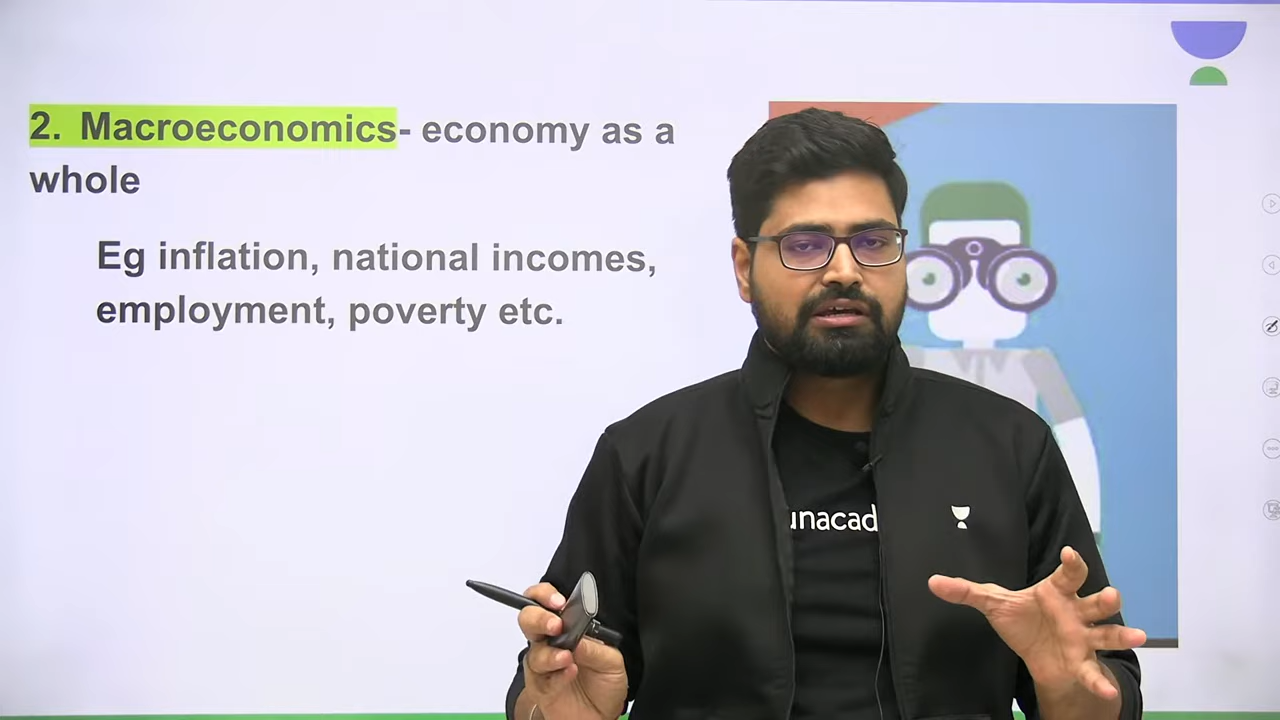 2. Macroeconomics- economy as a
whole
Eg inflation, national incomes,
employment, poverty etc.
unacad